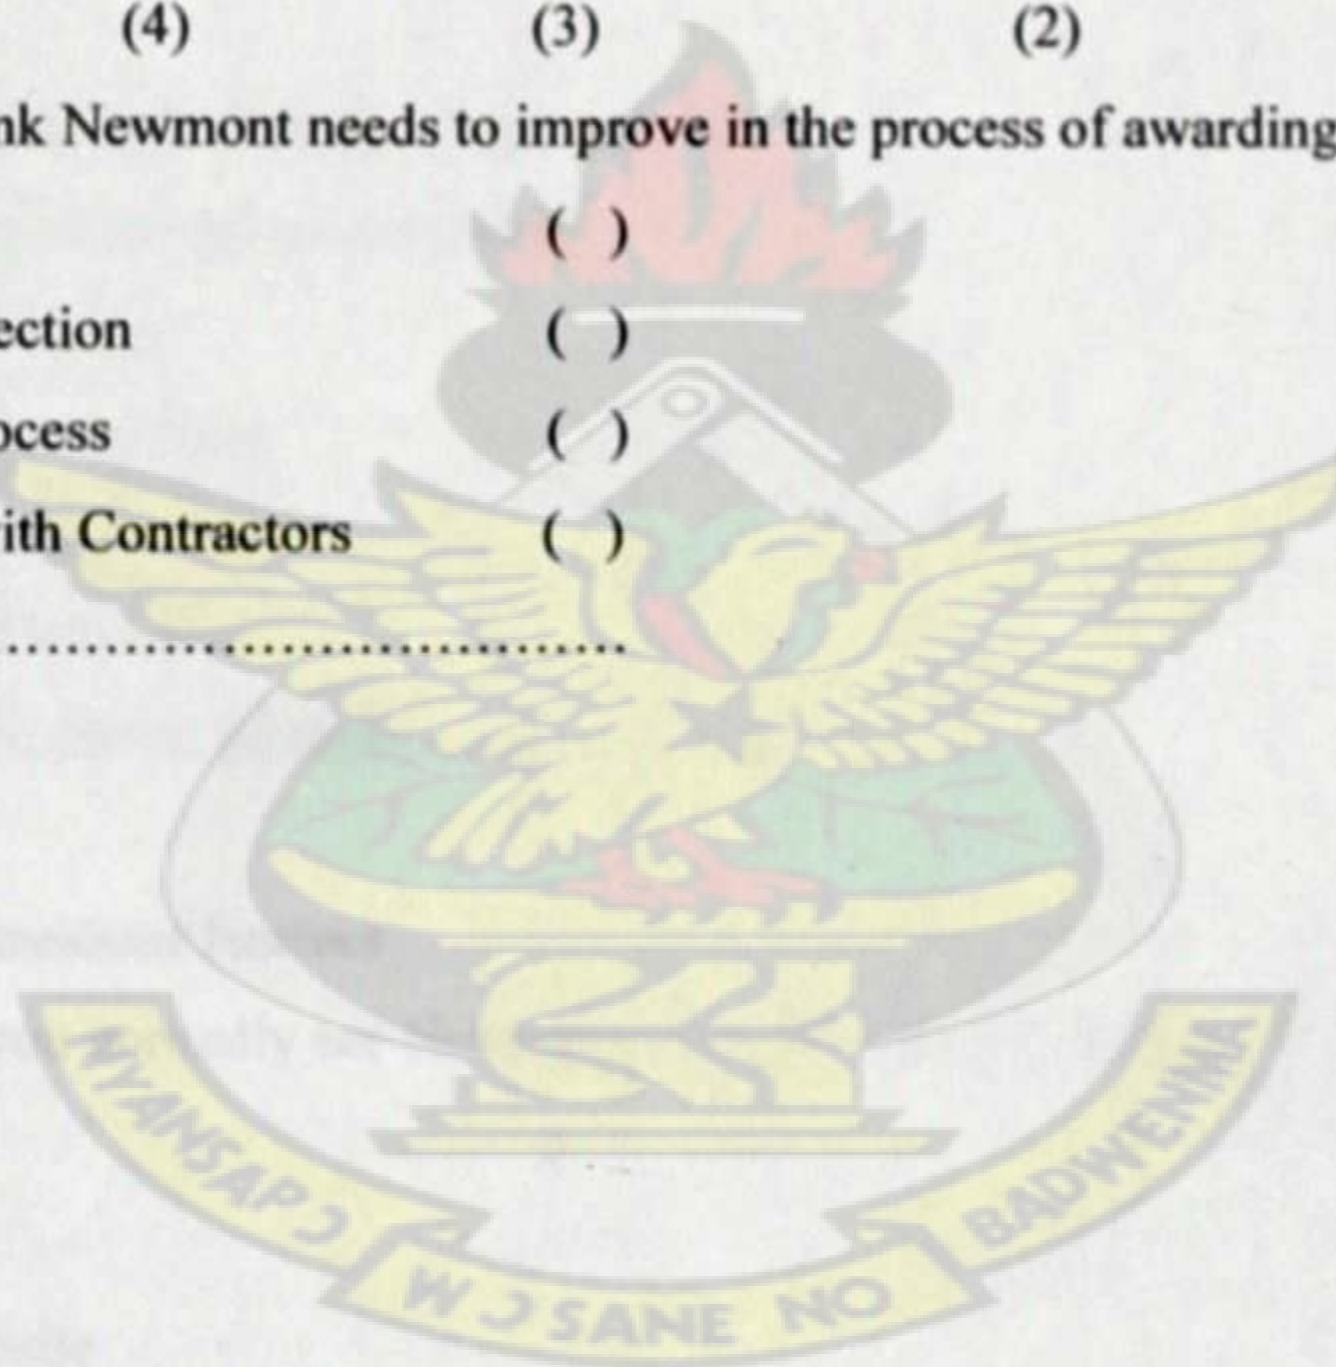 (4) (3) (2)
nk Newmont needs to improve in the process of awarding
( )
ection ( )
ocess ( )
ith Contractors ( )
................................
NYANSAPƆ
WƆSANE NO
BADWENMA